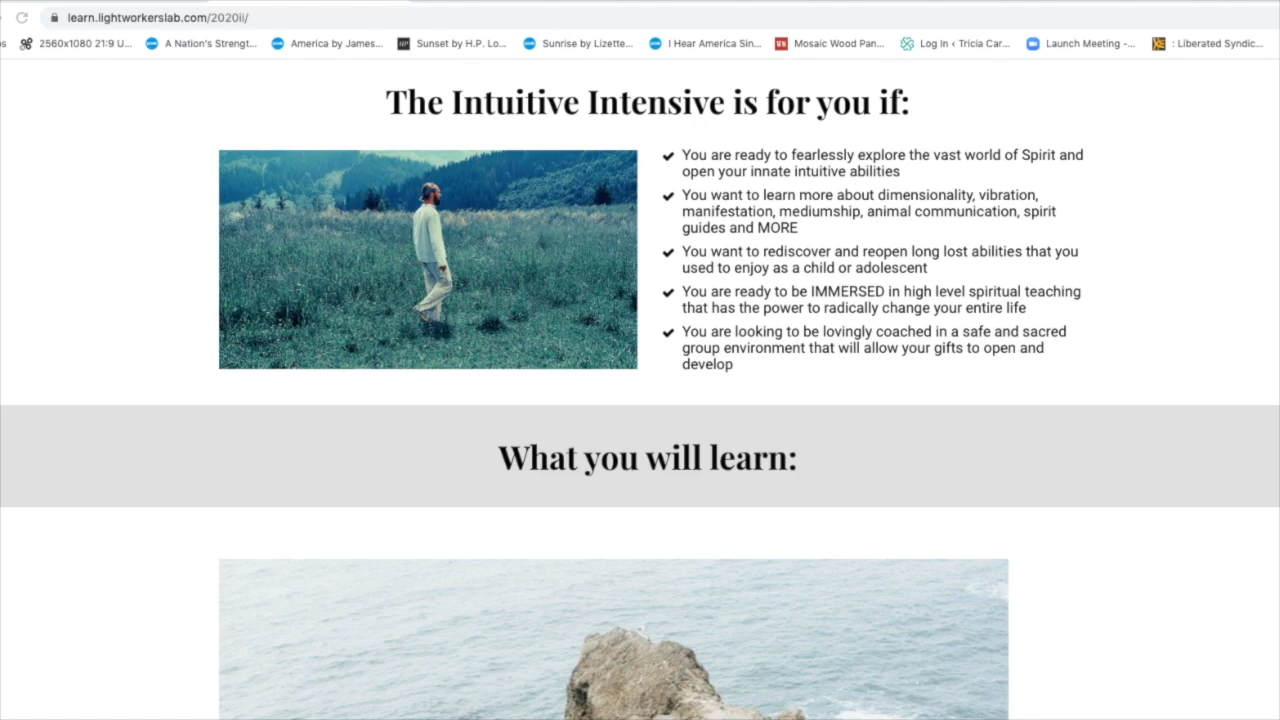 learn.lightworkerslab.com/2020ii/
2560x1080 21:9 U... A Nation's Strengt... America by James... Sunset by H.P. Lo... Sunrise by Lizette... I Hear America Sin... Mosaic Wood Pan... Log In ‹ Tricia Car... Launch Meeting -... : Liberated Syndic...
The Intuitive Intensive is for you if:
You are ready to fearlessly explore the vast world of Spirit and
open your innate intuitive abilities
You want to learn more about dimensionality, vibration,
manifestation, mediumship, animal communication, spirit
guides and MORE
You want to rediscover and reopen long lost abilities that you
used to enjoy as a child or adolescent
You are ready to be IMMERSED in high level spiritual teaching
that has the power to radically change your entire life
You are looking to be lovingly coached in a safe and sacred
group environment that will allow your gifts to open and
develop
What you will learn: